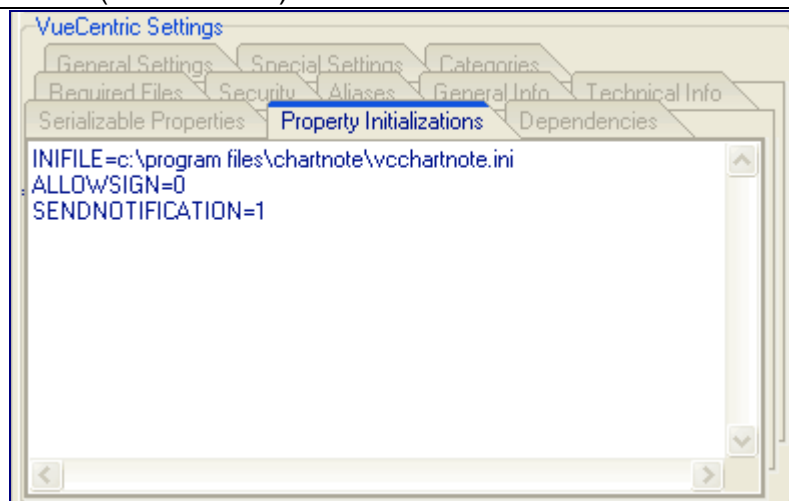 VueCentric Settings
General Settings Special Settings Categories
Required Files Security Aliases General Info Technical Info
Serializable Properties Property Initializations Dependencies
INIFILE=c:\program files\chartnote\vcchartnote.ini
ALLOWSIGN=0
SENDNOTIFICATION=1